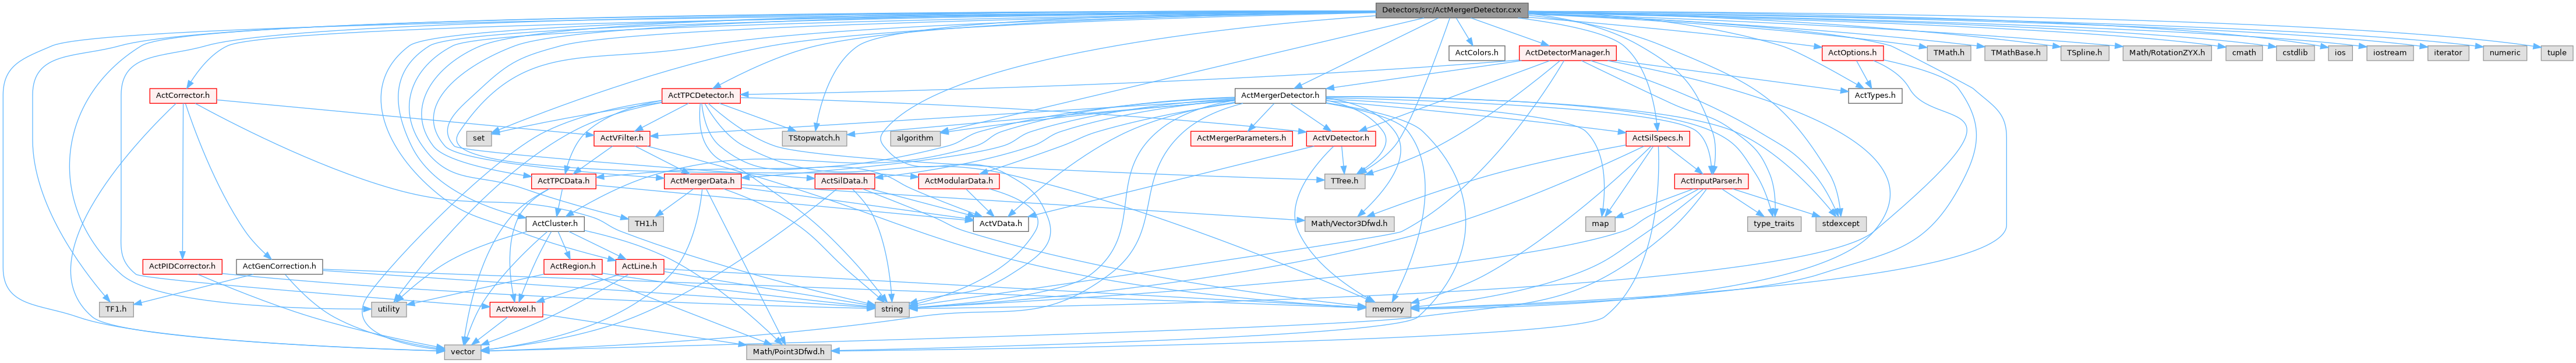 Detectors/src/ActMergerDetector.cxx
ActColors.h
ActDetectorManager.h
ActOptions.h
TMath.h
TMathBase.h
TSpline.h
Math/RotationZYX.h
cmath
cstdlib
ios
iostream
iterator
numeric
tuple
ActCorrector.h
ActTPCDetector.h
ActMergerDetector.h
ActTypes.h
set
ActVFilter.h
TStopwatch.h
algorithm
ActMergerParameters.h
ActVDetector.h
ActSilSpecs.h
ActTPCData.h
ActMergerData.h
ActSilData.h
ActModularData.h
TTree.h
ActInputParser.h
ActCluster.h
TH1.h
ActVData.h
Math/Vector3Dfwd.h
map
type_traits
stdexcept
ActPIDCorrector.h
ActGenCorrection.h
ActRegion.h
ActLine.h
TF1.h
utility
ActVoxel.h
string
memory
vector
Math/Point3Dfwd.h